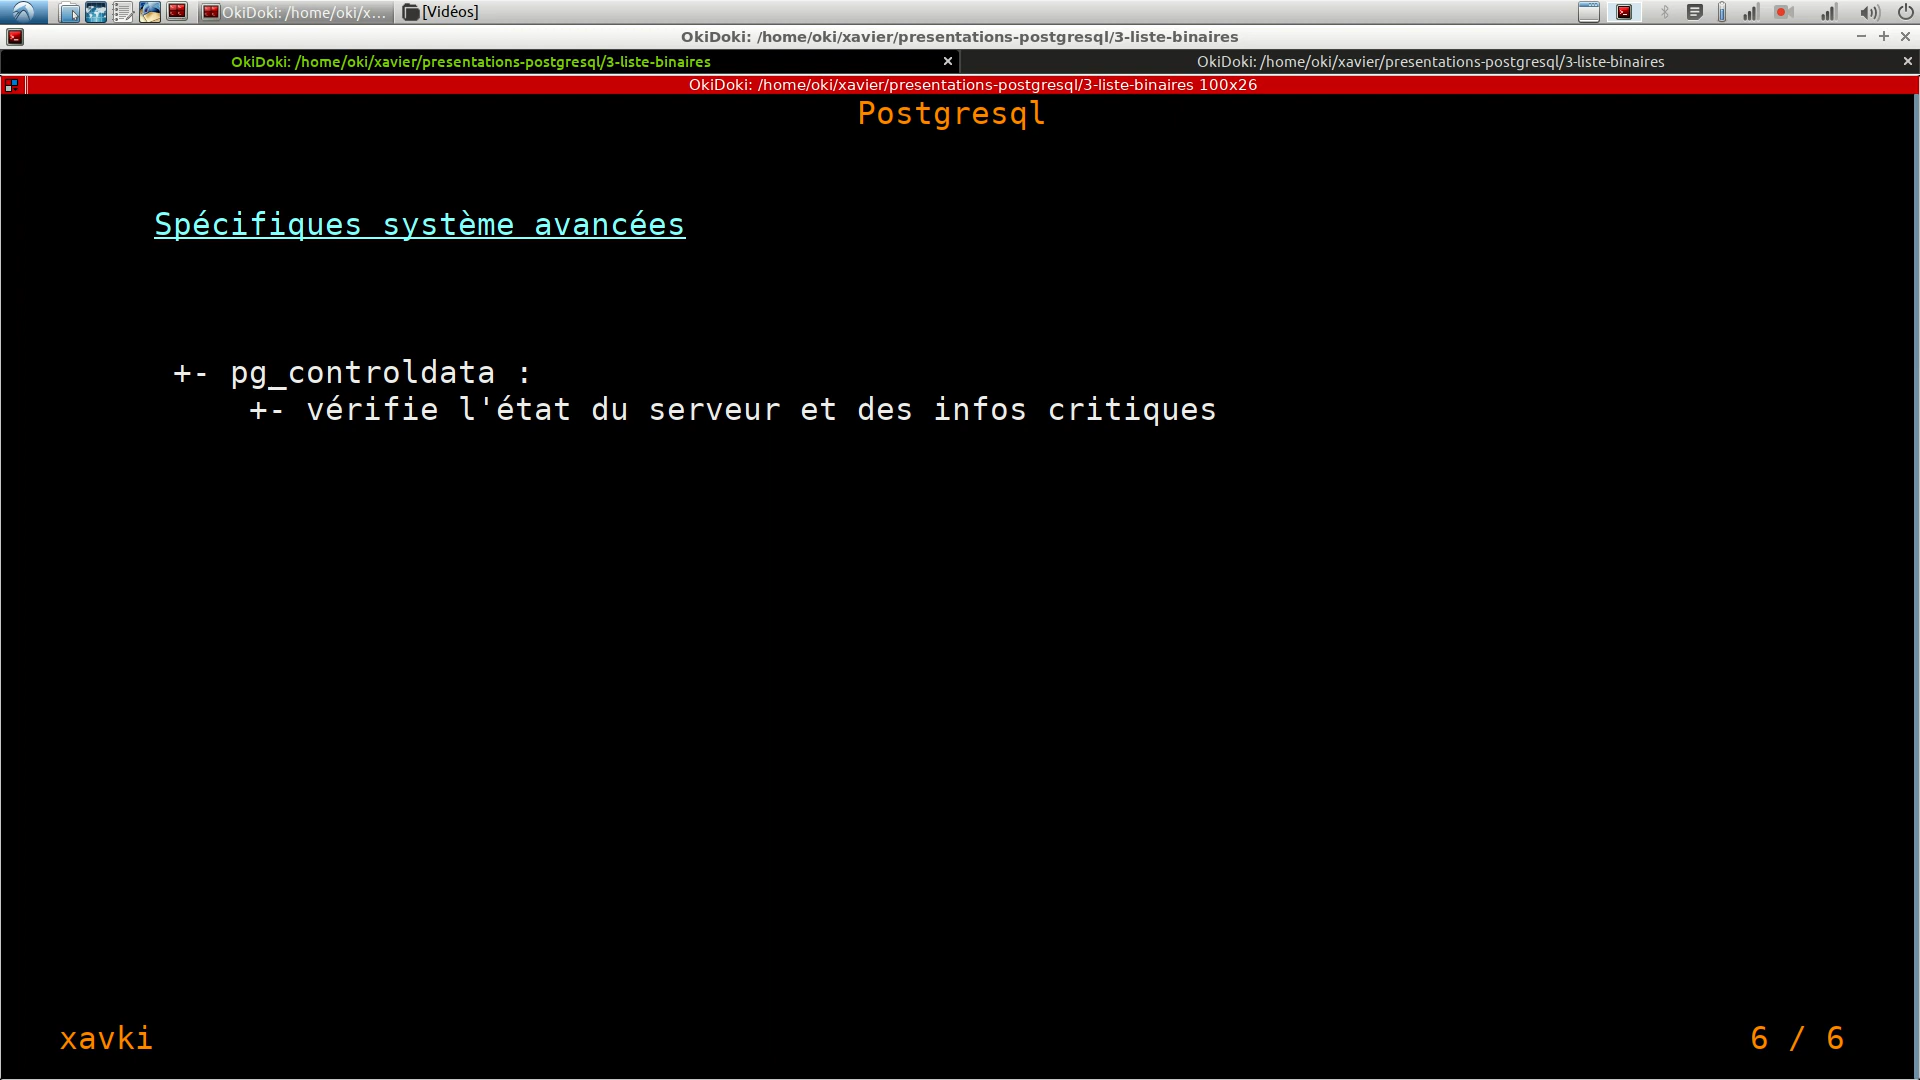 OkiDoki: /home/oki/x... [Vidéos]
OkiDoki: /home/oki/xavier/presentations-postgresql/3-liste-binaires
OkiDoki: /home/oki/xavier/presentations-postgresql/3-liste-binaires OkiDoki: /home/oki/xavier/presentations-postgresql/3-liste-binaires
OkiDoki: /home/oki/xavier/presentations-postgresql/3-liste-binaires 100x26
Postgresql
Spécifiques système avancées
+- pg_controldata :
+- vérifie l'état du serveur et des infos critiques
xavki 6 / 6